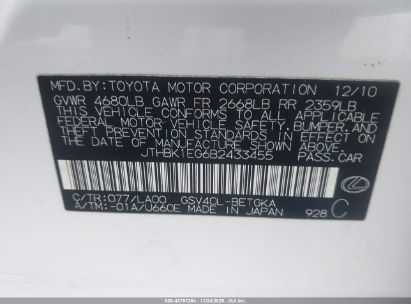 MFD. BY: TOYOTA MOTOR CORPORATION 12/10
GVWR 4680LB GAWR FR 2668LB RR 2359LB
THIS VEHICLE CONFORMS TO ALL APPLICABLE
FEDERAL MOTOR VEHICLE SAFETY, BUMPER, AND
THEFT PREVENTION STANDARDS IN EFFECT ON
THE DATE OF MANUFACTURE SHOWN ABOVE.
JTHBK1EG6B2433455 PASS. CAR
C/TR: 077/LA00 GSV40L-BETGKA
A/TM: -01A/U660E MADE IN JAPAN 928 C